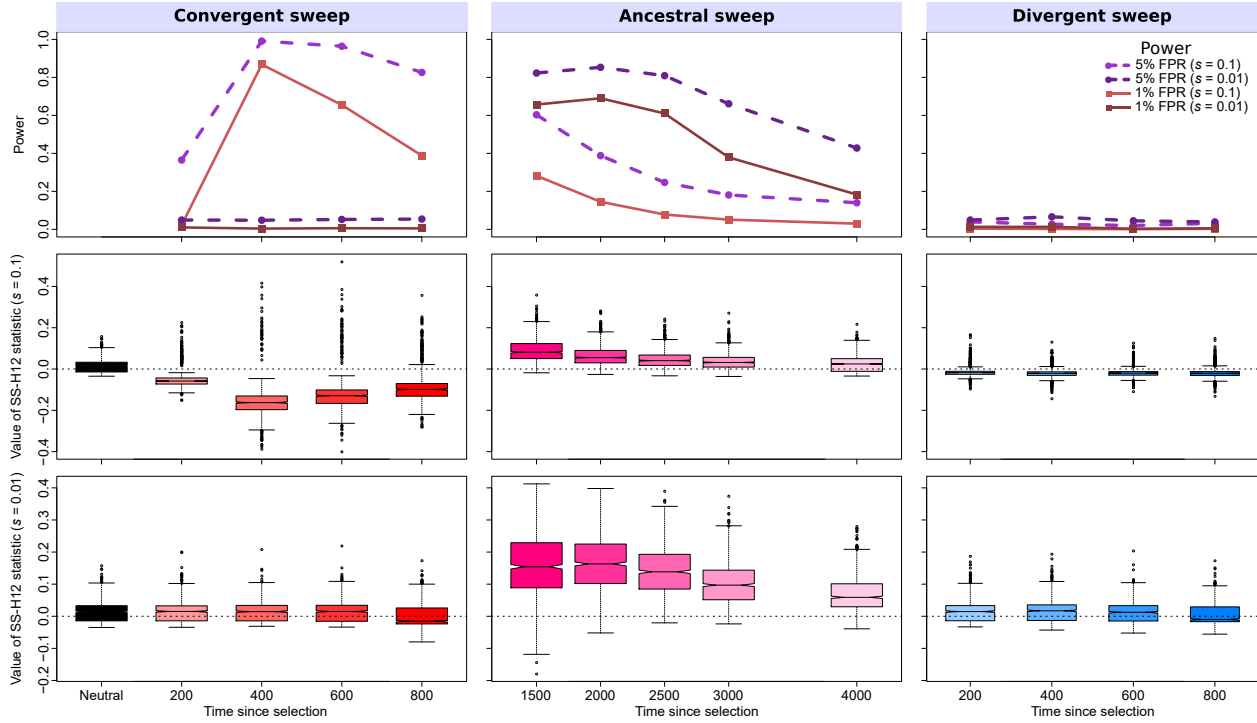 Convergent sweep
Ancestral sweep
Divergent sweep
Power
0.0 0.2 0.4 0.6 0.8 1.0
Power
5% FPR (s = 0.1)
5% FPR (s = 0.01)
1% FPR (s = 0.1)
1% FPR (s = 0.01)
Value of SS-H12 statistic (s = 0.1)
−0.4 −0.2 0.0 0.2 0.4
Value of SS-H12 statistic (s = 0.01)
−0.2 −0.1 0.0 0.1 0.2 0.3 0.4
Neutral 200 400 600 800
Time since selection
1500 2000 2500 3000 4000
Time since selection
200 400 600 800
Time since selection